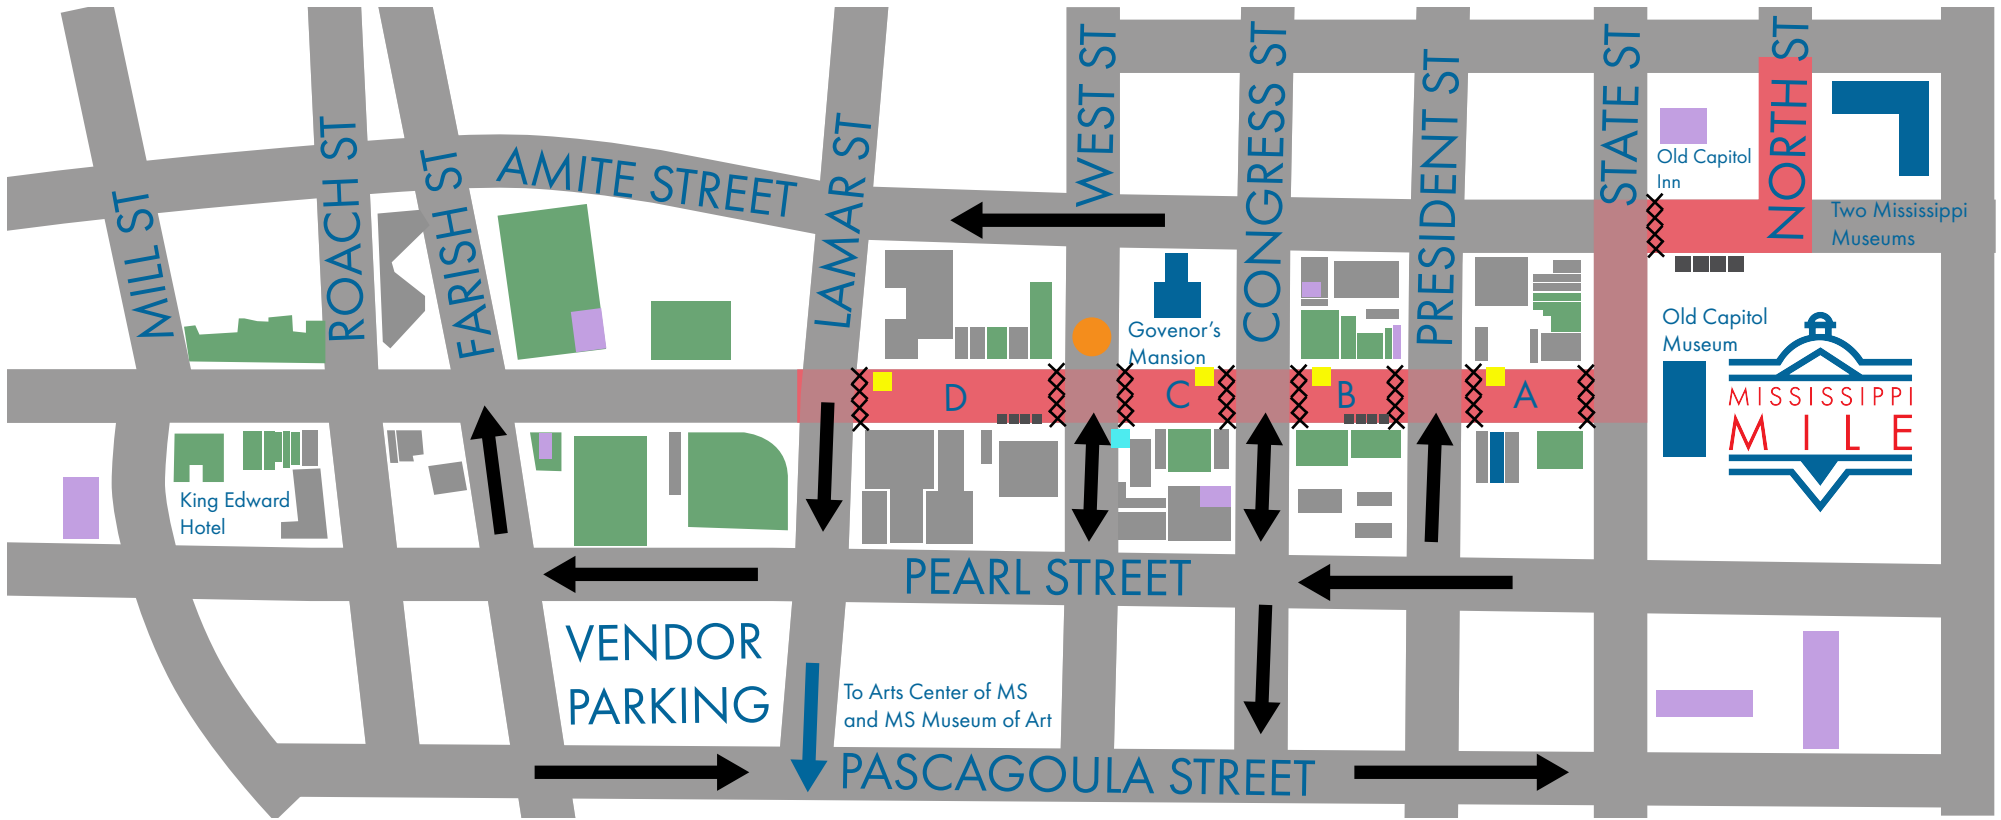 MILL ST
ROACH ST
FARISH ST
AMITE STREET
LAMAR ST
WEST ST
CONGRESS ST
PRESIDENT ST
STATE ST
NORTH ST
Old Capitol
Inn
Two Mississippi
Museums
Govenor's
Mansion
Old Capitol
Museum
D
C
B
A
MISSISSIPPI
MILE
King Edward
Hotel
PEARL STREET
VENDOR
PARKING
To Arts Center of MS
and MS Museum of Art
PASCAGOULA STREET